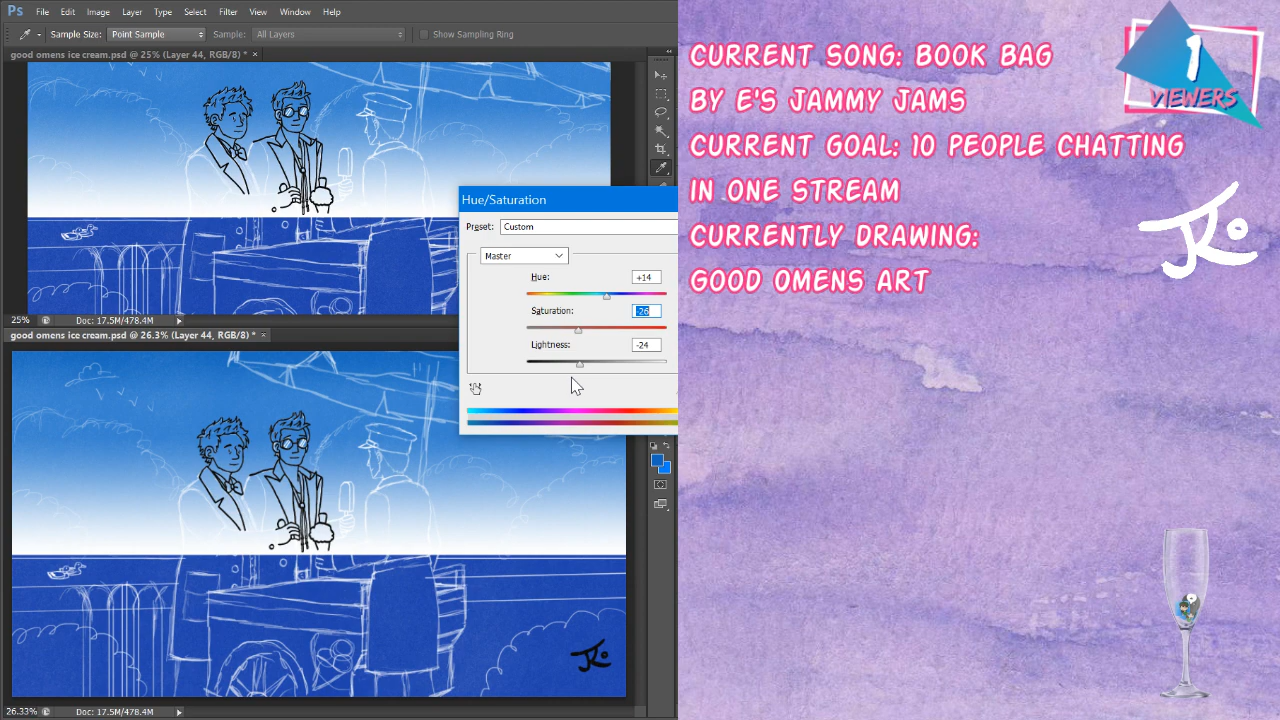 Ps File Edit Image Layer Type Select Filter View Window Help
Sample Size: Point Sample Sample: All Layers Show Sampling Ring
good omens ice cream.psd @ 25% (Layer 44, RGB/8) * ×
25% Doc: 17.5M/478.4M
good omens ice cream.psd @ 26.3% (Layer 44, RGB/8) * ×
Hue/Saturation
Preset: Custom
Master
Hue: +14
Saturation: -26
Lightness: -24
JKo
26.33% Doc: 17.5M/478.4M
CURRENT SONG: BOOK BAG
BY E'S JAMMY JAMS
CURRENT GOAL: 10 PEOPLE CHATTING
IN ONE STREAM
CURRENTLY DRAWING:
GOOD OMENS ART
1
VIEWERS
JKo